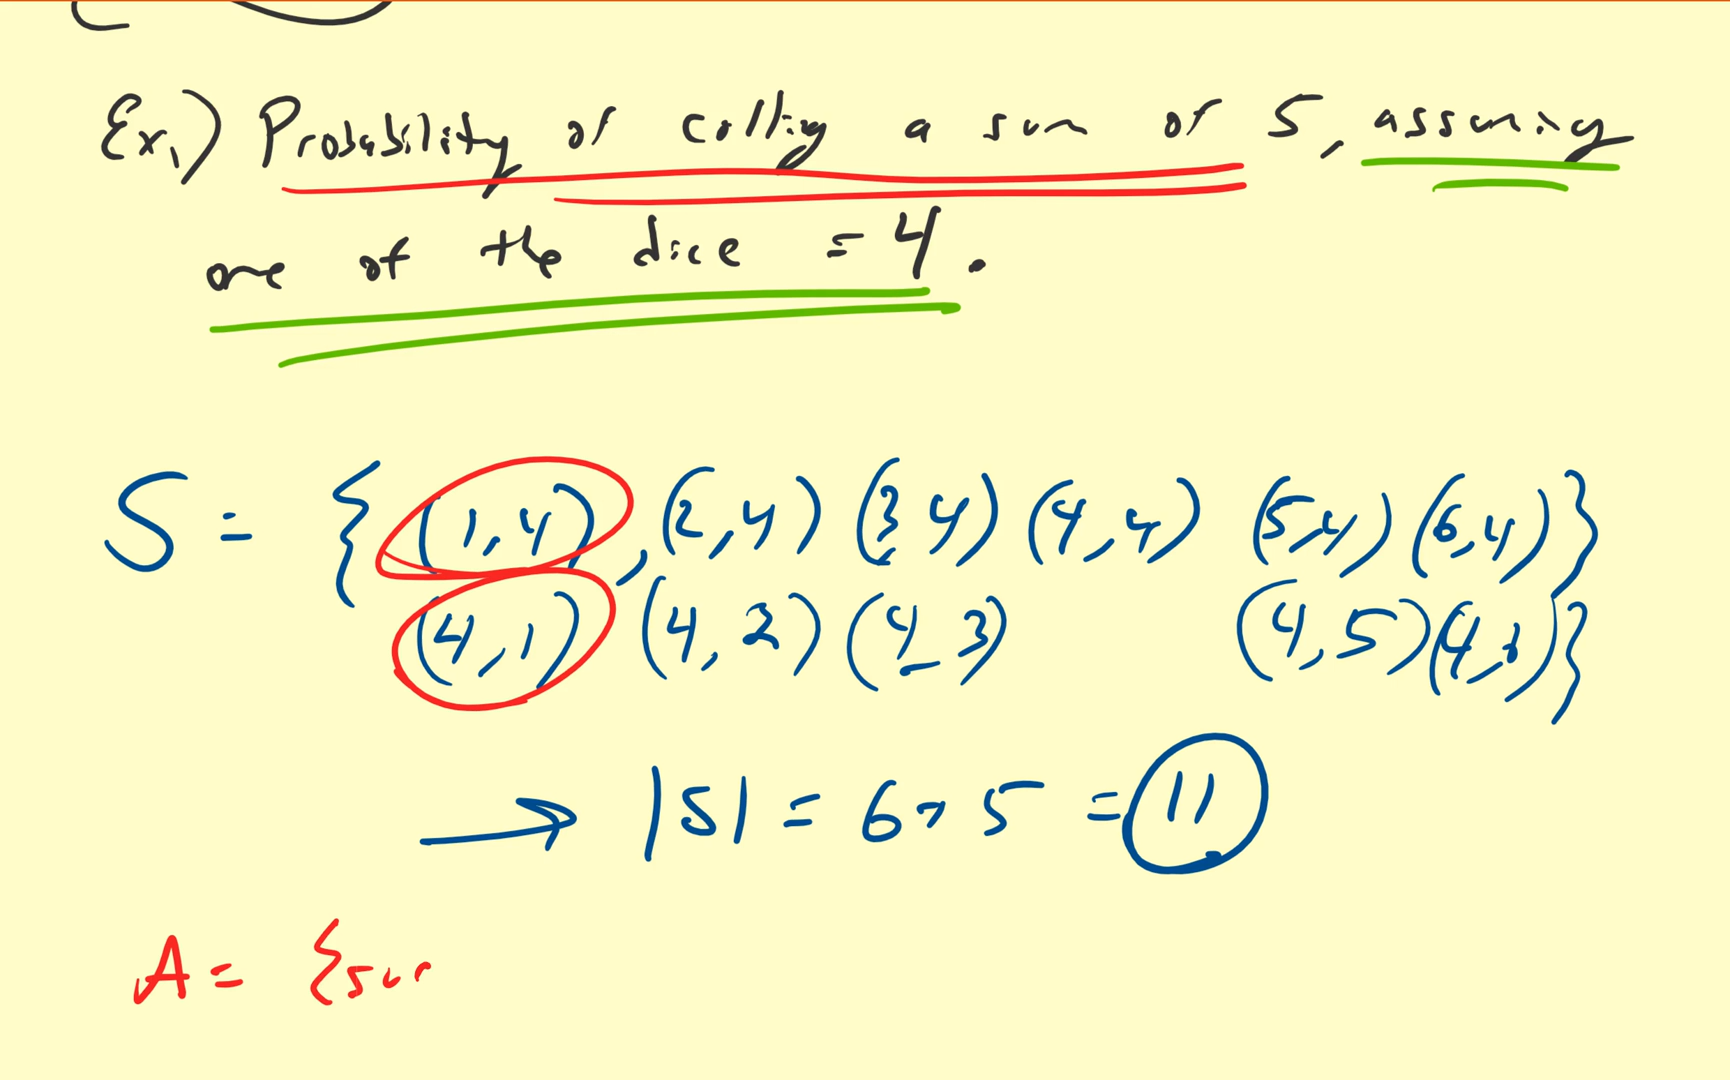 Ex,) Probability of rolling a sum of 5, assuming
one of the dice = 4.
S = { (1,4), (2,4) (3 4) (4,4) (5,4) (6,4)}
(4,1) (4,2) (4 3) (4,5) (4,6)}
→ |S| = 6+5 = 11
A = {sum